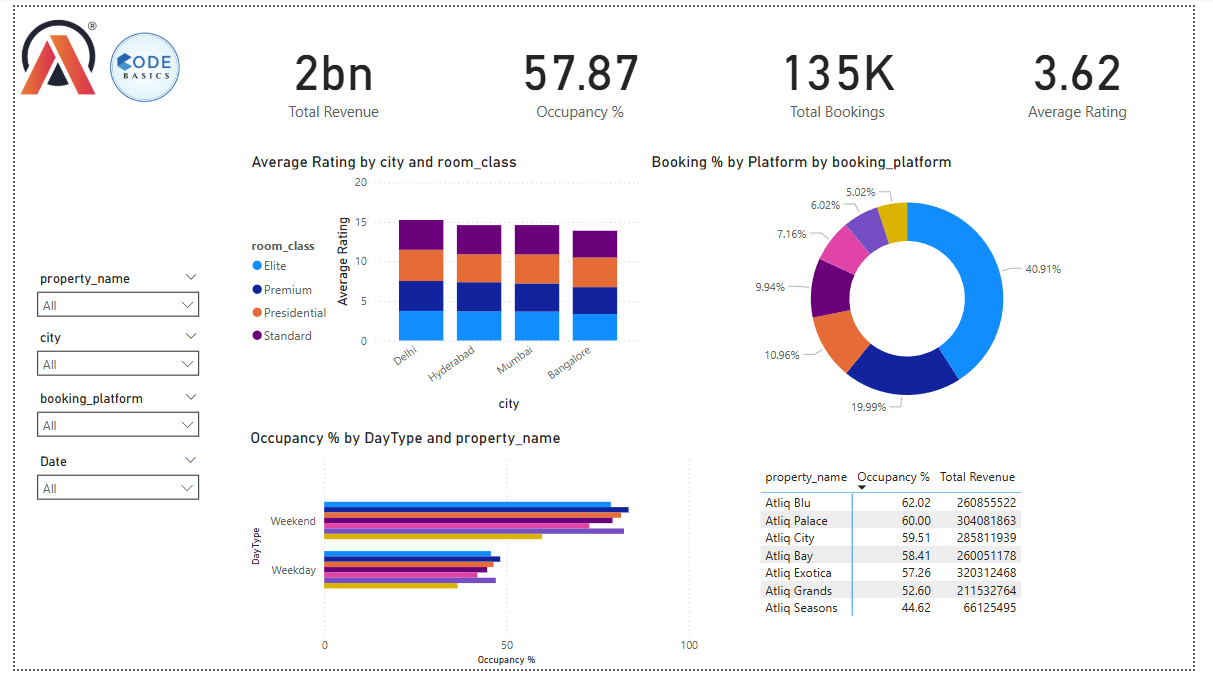 ®
CODE
BASICS
2bn
Total Revenue
57.87
Occupancy %
135K
Total Bookings
3.62
Average Rating
property_name
All
city
All
booking_platform
All
Date
All
Average Rating by city and room_class
room_class
Elite
Premium
Presidential
Standard
Average Rating
20
15
10
5
0
Delhi
Hyderabad
Mumbai
Bangalore
city
Booking % by Platform by booking_platform
5.02%
6.02%
7.16%
9.94%
10.96%
19.99%
40.91%
Occupancy % by DayType and property_name
DayType
Weekend
Weekday
0
50
100
Occupancy %
property_name Occupancy % Total Revenue
Atliq Blu 62.02 260855522
Atliq Palace 60.00 304081863
Atliq City 59.51 285811939
Atliq Bay 58.41 260051178
Atliq Exotica 57.26 320312468
Atliq Grands 52.60 211532764
Atliq Seasons 44.62 66125495